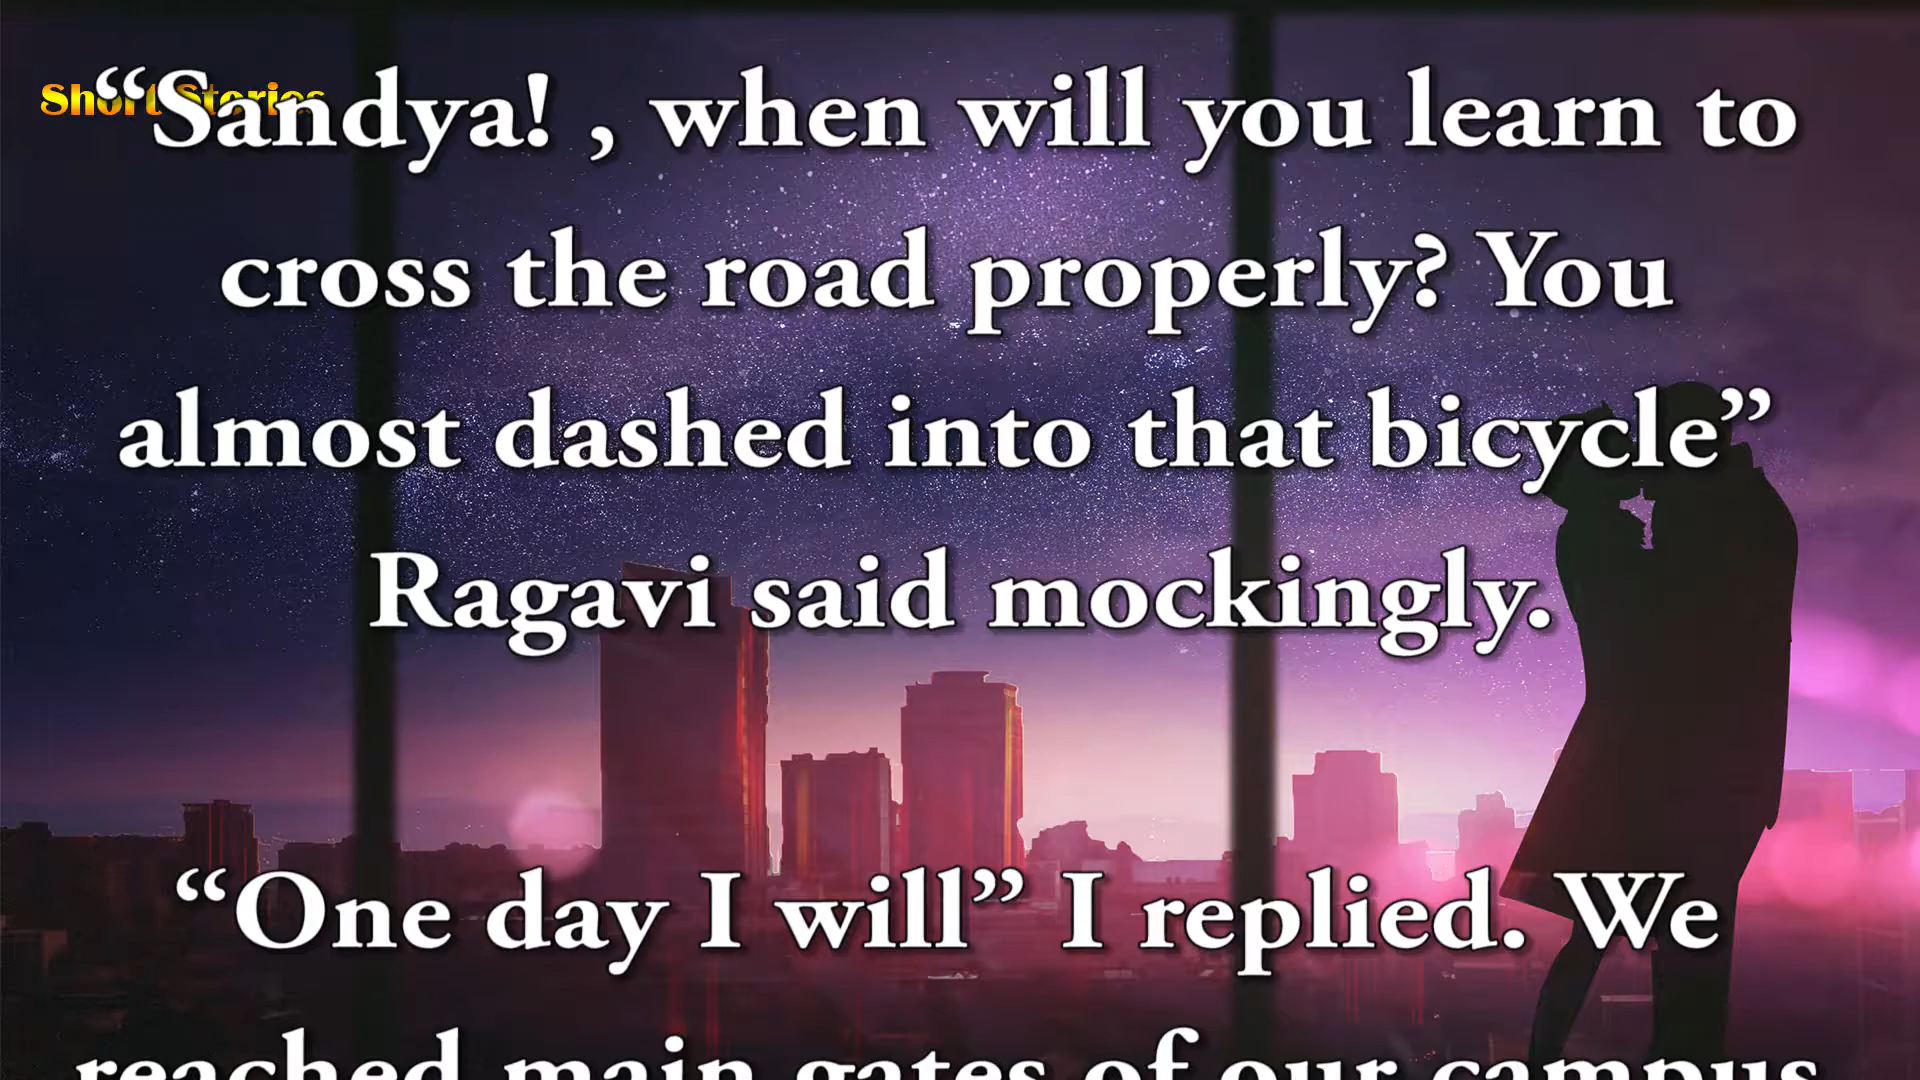 Short Stories
“Sandya! , when will you learn to
cross the road properly? You
almost dashed into that bicycle”
Ragavi said mockingly.
“One day I will” I replied. We
reached main gates of our campus